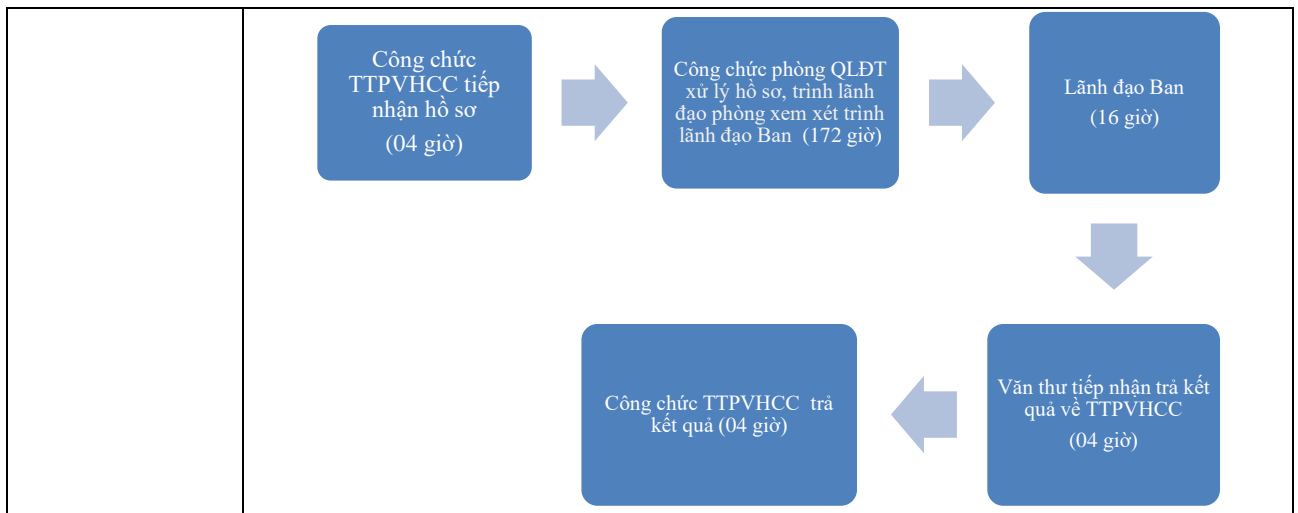 Công chức
TTPVHCC tiếp
nhận hồ sơ
(04 giờ)
Công chức phòng QLĐT
xử lý hồ sơ, trình lãnh
đạo phòng xem xét trình
lãnh đạo Ban (172 giờ)
Lãnh đạo Ban
(16 giờ)
Văn thư tiếp nhận trả kết
quả về TTPVHCC
(04 giờ)
Công chức TTPVHCC trả
kết quả (04 giờ)